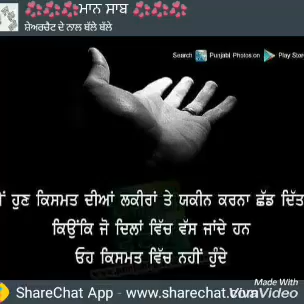 ਮਾਨ ਸਾਬ
ਸ਼ੇਅਰਚੈਟ ਦੇ ਨਾਲ ਬੱਲੇ ਬੱਲੇ
Search Punjabi Photos on Play Store
ਹੁਣ ਕਿਸਮਤ ਦੀਆਂ ਲਕੀਰਾਂ ਤੇ ਯਕੀਨ ਕਰਨਾ ਛੱਡ ਦਿੱਤ
ਕਿਉਂਕਿ ਜੋ ਦਿਲਾਂ ਵਿੱਚ ਵੱਸ ਜਾਂਦੇ ਹਨ
ਓਹ ਕਿਸਮਤ ਵਿੱਚ ਨਹੀਂ ਹੁੰਦੇ
Made With
VivaVideo
ShareChat App - www.sharechat.co